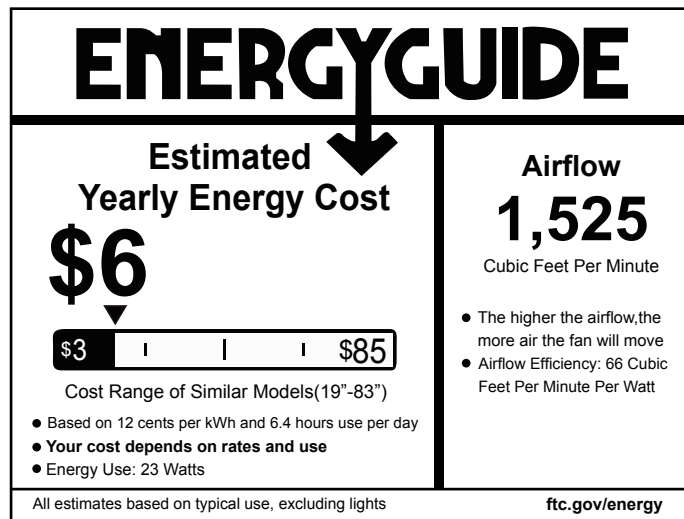 ENERGYGUIDE
Estimated
Yearly Energy Cost
$6
$3
$85
Cost Range of Similar Models(19”-83”)
● Based on 12 cents per kWh and 6.4 hours use per day
● Your cost depends on rates and use
● Energy Use: 23 Watts
Airflow
1,525
Cubic Feet Per Minute
● The higher the airflow,the
more air the fan will move
● Airflow Efficiency: 66 Cubic
Feet Per Minute Per Watt
All estimates based on typical use, excluding lights
ftc.gov/energy